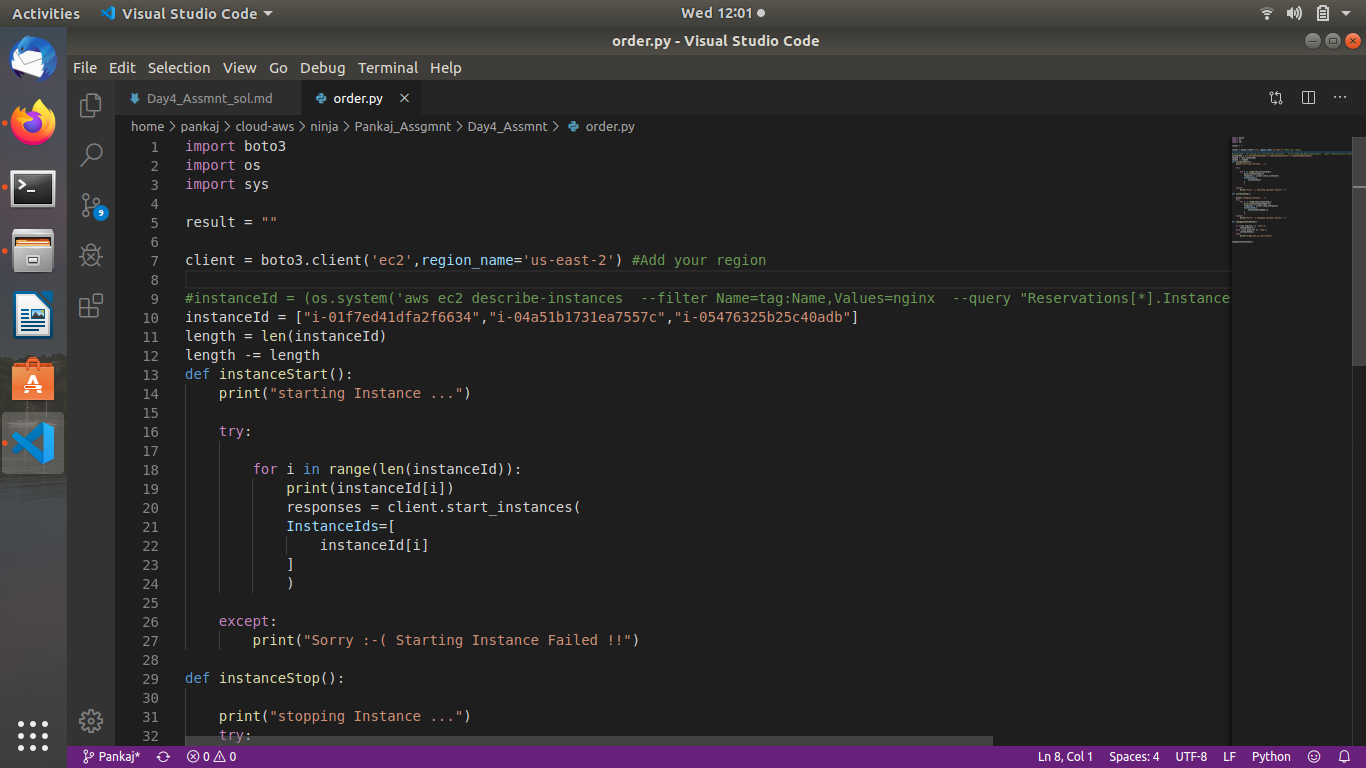 Activities Visual Studio Code Wed 12:01
order.py - Visual Studio Code
File Edit Selection View Go Debug Terminal Help
Day4_Assmnt_sol.md order.py
home > pankaj > cloud-aws > ninja > Pankaj_Assgmnt > Day4_Assmnt > order.py
1 import boto3
2 import os
3 import sys
4
5 result = ""
6
7 client = boto3.client('ec2',region_name='us-east-2') #Add your region
8
9 #instanceId = (os.system('aws ec2 describe-instances  --filter Name=tag:Name,Values=nginx  --query "Reservations[*].Instance
10 instanceId = ["i-01f7ed41dfa2f6634","i-04a51b1731ea7557c","i-05476325b25c40adb"]
11 length = len(instanceId)
12 length -= length
13 def instanceStart():
14     print("starting Instance ...")
15
16     try:
17
18         for i in range(len(instanceId)):
19             print(instanceId[i])
20             responses = client.start_instances(
21             InstanceIds=[
22                 instanceId[i]
23             ]
24             )
25
26     except:
27         print("Sorry :-( Starting Instance Failed !!")
28
29 def instanceStop():
30
31     print("stopping Instance ...")
32     try:
9
Pankaj* 0 0 Ln 8, Col 1 Spaces: 4 UTF-8 LF Python